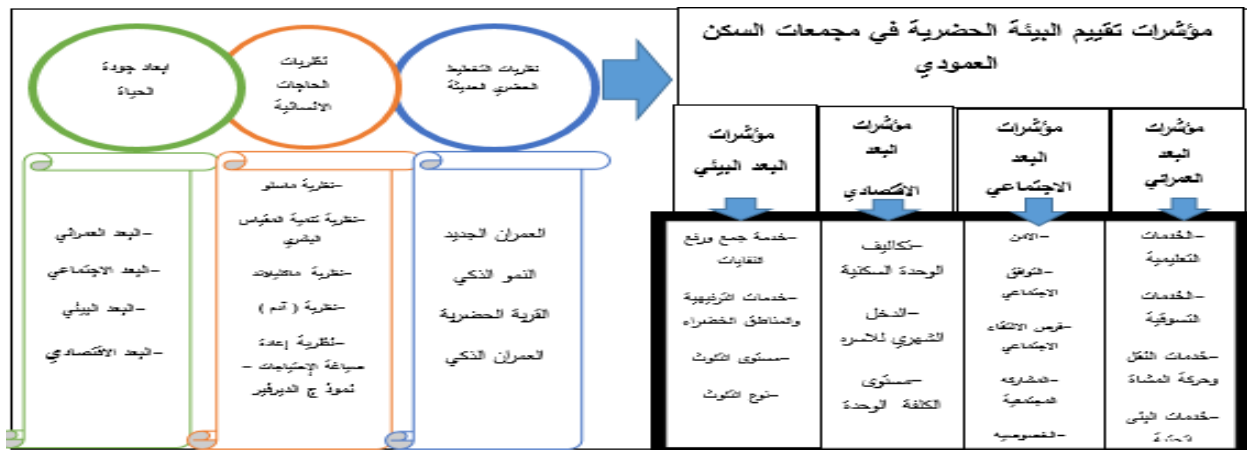 مؤشرات تقييم البيئة الحضرية في مجمعات السكن
العمودي
نظريات التخطيط
الحضري الحديثة
نظريات
الحاجات
الانسانية
ابعاد جودة
الحياة
العمران الجديد
النمو الذكي
القرية الحضرية
العمران الذكي
-نظرية ماسلو
-نظرية تنمية المقياس
البشري
-نظرية ماكليلاند
-نظرية
-نظرية إعادة
صياغة الإحتياجات -
نموذج الديرفير
-البعد العمراني
-البعد الاجتماعي
-البعد البيئي
-البعد الاقتصادي
مؤشرات
البعد
العمراني
مؤشرات
البعد
الاجتماعي
مؤشرات
البعد
الاقتصادي
مؤشرات
البعد البيئي
-الخدمات
التعليمية
-الخدمات
التسوقية
-خدمات النقل
وحركة المشاة
-خدمات البنى
-الامن
-التوافق
الاجتماعي
-فرص الالتقاء
الاجتماعي
-المشاركه
المجتمعية
-الخصوصيه
-تكاليف
الوحدة السكنية
-الدخل
الشهري للاسره
-مستوى
الكلفة الوحدة
-خدمة جمع ورفع
النفايات
-خدمات الترفيهية
والمناطق الخضراء
-مستوى التلوث
-نوع التلوث